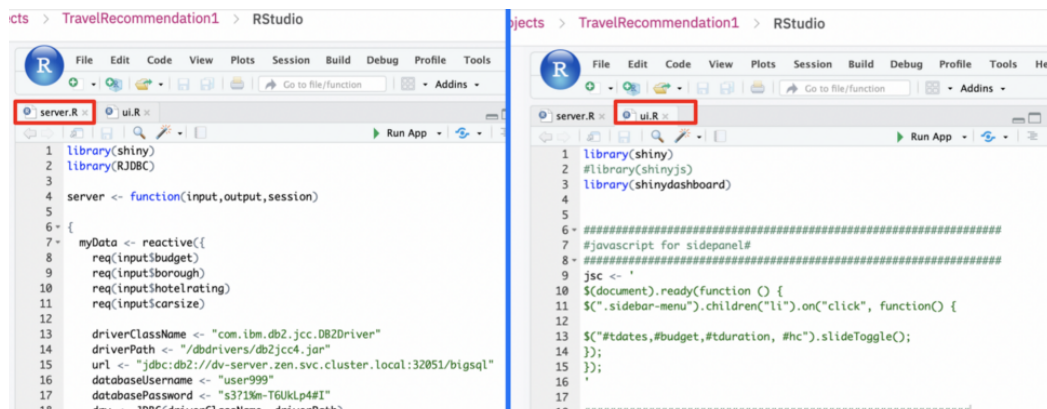 cts > TravelRecommendation1 > RStudio
R File Edit Code View Plots Session Build Debug Profile Tools
Go to file/function Addins
server.R × ui.R ×
Run App
1 library(shiny)
2 library(RJDBC)
3
4 server <- function(input,output,session)
5
6 {
7 myData <- reactive({
8 req(input$budget)
9 req(input$borough)
10 req(input$hotelrating)
11 req(input$carsize)
12
13 driverClassName <- "com.ibm.db2.jcc.DB2Driver"
14 driverPath <- "/dbdrivers/db2jcc4.jar"
15 url <- "jdbc:db2://dv-server.zen.svc.cluster.local:32051/bigsql"
16 databaseUsername <- "user999"
17 databasePassword <- "s3?1%m-T6UkLp4#I"
ojects > TravelRecommendation1 > RStudio
R File Edit Code View Plots Session Build Debug Profile Tools He
Go to file/function Addins
server.R × ui.R ×
Run App
1 library(shiny)
2 #library(shinyjs)
3 library(shinydashboard)
4
5
6 ##################################################################
7 #javascript for sidepanel#
8 ##################################################################
9 jsc <- '
10 $(document).ready(function () {
11 $(".sidebar-menu").children("li").on("click", function() {
12
13 $("#tdates,#budget,#tduration, #hc").slideToggle();
14 });
15 });
16 '
17